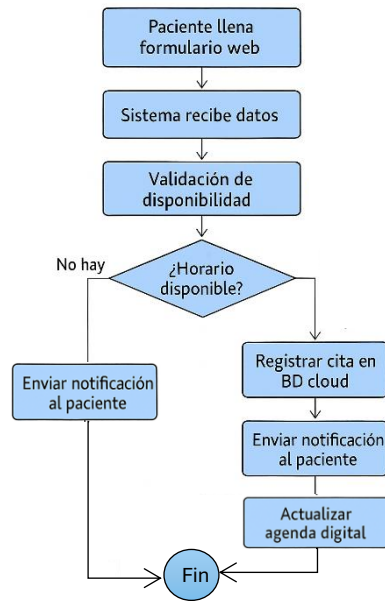 Paciente llena
formulario web
Sistema recibe datos
Validación de
disponibilidad
¿Horario
disponible?
No hay
Enviar notificación
al paciente
Registrar cita en
BD cloud
Enviar notificación
al paciente
Actualizar
agenda digital
Fin